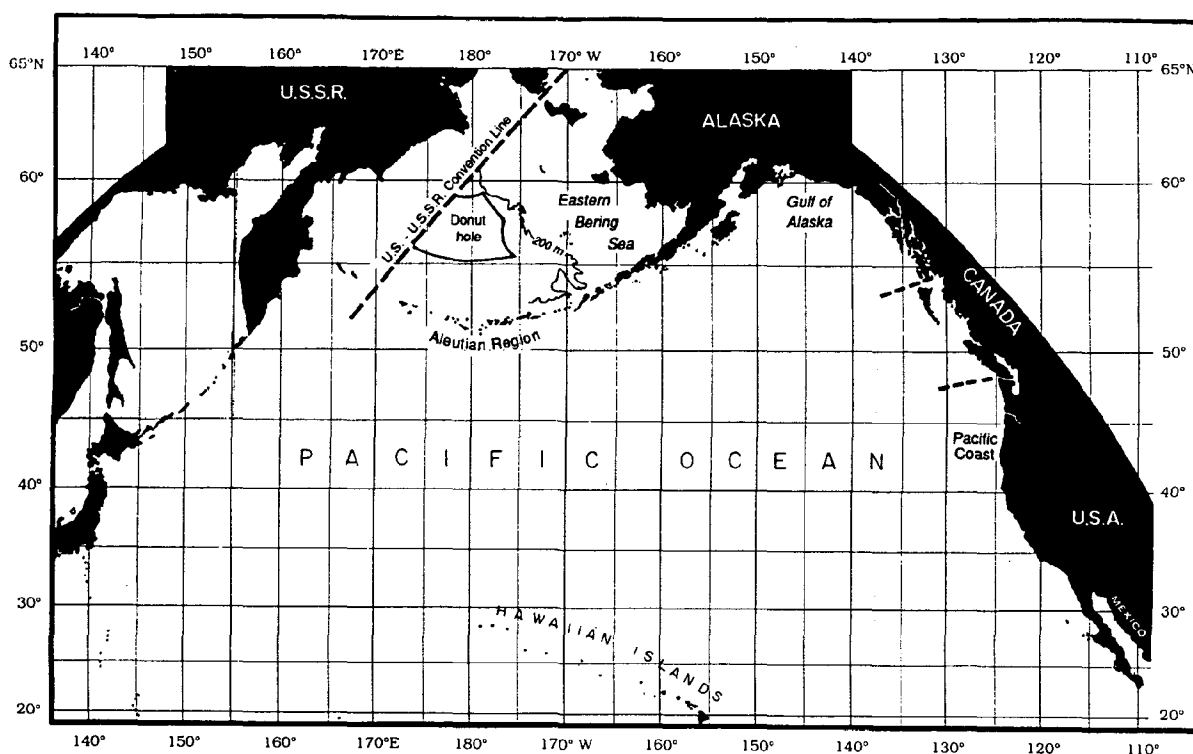 140° 150° 160° 170°E 180° 170° W 160° 150° 140° 130° 120° 110°
65°N 65°N
U.S.S.R.
ALASKA
U.S. - U.S.S.R. Convention Line
60° 60°
Donut
hole
200 m
Eastern
Bering
Sea
Gulf of
Alaska
CANADA
50° 50°
Aleutian Region
Pacific
Coast
PACIFIC OCEAN
40° 40°
U.S.A.
30° 30°
MEXICO
HAWAIIAN ISLANDS
20° 20°
140° 150° 160° 170°E 180° 170°W 160° 150° 140° 130° 120° 110°